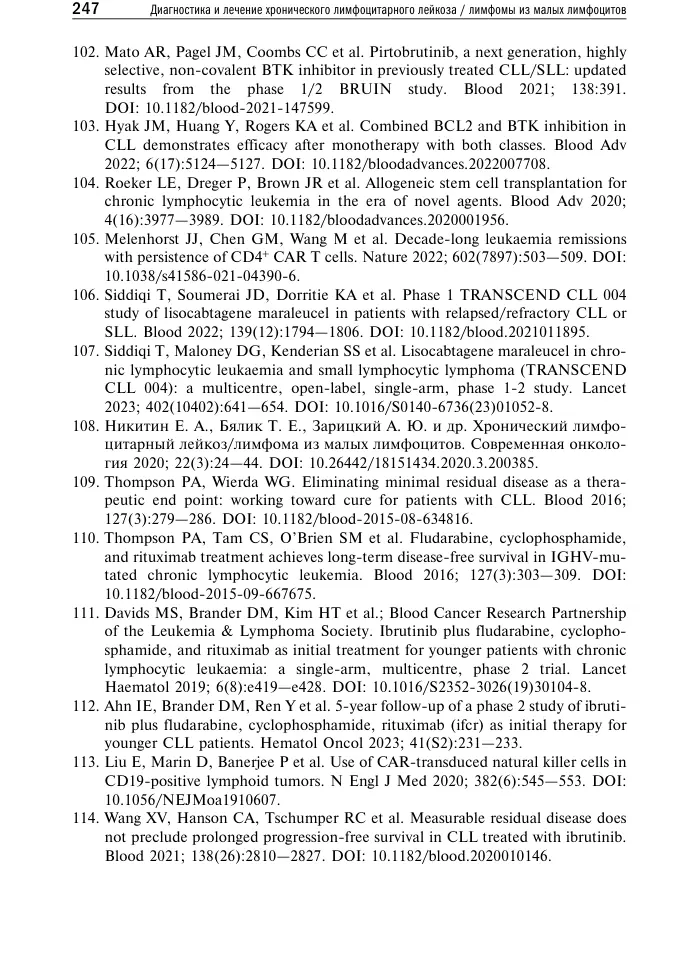 247 Диагностика и лечение хронического лимфоцитарного лейкоза / лимфомы из малых лимфоцитов
102. Mato AR, Pagel JM, Coombs CC et al. Pirtobrutinib, a next generation, highly
selective, non-covalent BTK inhibitor in previously treated CLL/SLL: updated
results from the phase 1/2 BRUIN study. Blood 2021; 138:391.
DOI: 10.1182/blood-2021-147599.
103. Hyak JM, Huang Y, Rogers KA et al. Combined BCL2 and BTK inhibition in
CLL demonstrates efficacy after monotherapy with both classes. Blood Adv
2022; 6(17):5124—5127. DOI: 10.1182/bloodadvances.2022007708.
104. Roeker LE, Dreger P, Brown JR et al. Allogeneic stem cell transplantation for
chronic lymphocytic leukemia in the era of novel agents. Blood Adv 2020;
4(16):3977—3989. DOI: 10.1182/bloodadvances.2020001956.
105. Melenhorst JJ, Chen GM, Wang M et al. Decade-long leukaemia remissions
with persistence of CD4⁺ CAR T cells. Nature 2022; 602(7897):503—509. DOI:
10.1038/s41586-021-04390-6.
106. Siddiqi T, Soumerai JD, Dorritie KA et al. Phase 1 TRANSCEND CLL 004
study of lisocabtagene maraleucel in patients with relapsed/refractory CLL or
SLL. Blood 2022; 139(12):1794—1806. DOI: 10.1182/blood.2021011895.
107. Siddiqi T, Maloney DG, Kenderian SS et al. Lisocabtagene maraleucel in chro-
nic lymphocytic leukaemia and small lymphocytic lymphoma (TRANSCEND
CLL 004): a multicentre, open-label, single-arm, phase 1-2 study. Lancet
2023; 402(10402):641—654. DOI: 10.1016/S0140-6736(23)01052-8.
108. Никитин Е. А., Бялик Т. Е., Зарицкий А. Ю. и др. Хронический лимфо-
цитарный лейкоз/лимфома из малых лимфоцитов. Современная онколо-
гия 2020; 22(3):24—44. DOI: 10.26442/18151434.2020.3.200385.
109. Thompson PA, Wierda WG. Eliminating minimal residual disease as a thera-
peutic end point: working toward cure for patients with CLL. Blood 2016;
127(3):279—286. DOI: 10.1182/blood-2015-08-634816.
110. Thompson PA, Tam CS, O’Brien SM et al. Fludarabine, cyclophosphamide,
and rituximab treatment achieves long-term disease-free survival in IGHV-mu-
tated chronic lymphocytic leukemia. Blood 2016; 127(3):303—309. DOI:
10.1182/blood-2015-09-667675.
111. Davids MS, Brander DM, Kim HT et al.; Blood Cancer Research Partnership
of the Leukemia & Lymphoma Society. Ibrutinib plus fludarabine, cyclopho-
sphamide, and rituximab as initial treatment for younger patients with chronic
lymphocytic leukaemia: a single-arm, multicentre, phase 2 trial. Lancet
Haematol 2019; 6(8):e419—e428. DOI: 10.1016/S2352-3026(19)30104-8.
112. Ahn IE, Brander DM, Ren Y et al. 5-year follow-up of a phase 2 study of ibruti-
nib plus fludarabine, cyclophosphamide, rituximab (ifcr) as initial therapy for
younger CLL patients. Hematol Oncol 2023; 41(S2):231—233.
113. Liu E, Marin D, Banerjee P et al. Use of CAR-transduced natural killer cells in
CD19-positive lymphoid tumors. N Engl J Med 2020; 382(6):545—553. DOI:
10.1056/NEJMoa1910607.
114. Wang XV, Hanson CA, Tschumper RC et al. Measurable residual disease does
not preclude prolonged progression-free survival in CLL treated with ibrutinib.
Blood 2021; 138(26):2810—2827. DOI: 10.1182/blood.2020010146.